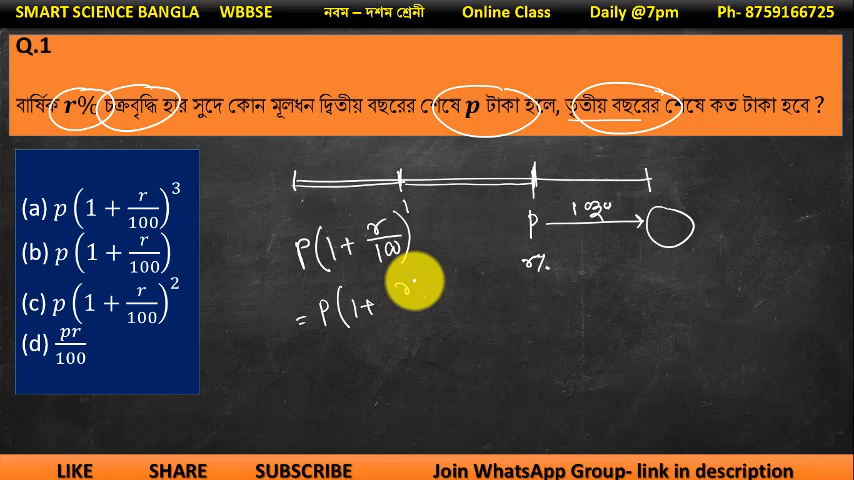 SMART SCIENCE BANGLA WBBSE নবম – দশম শ্রেণী Online Class Daily @7pm Ph- 8759166725
Q.1
বার্ষিক r% চক্রবৃদ্ধি হার সুদে কোন মূলধন দ্বিতীয় বছরের শেষে p টাকা হলে, তৃতীয় বছরের শেষে কত টাকা হবে ?
(a) p(1 + r/100)^3
(b) p(1 + r/100)
(c) p(1 + r/100)^2
(d) pr/100
P 1 বছর
r%
P(1 + r/100)^1
= P(1+ r
LIKE SHARE SUBSCRIBE Join WhatsApp Group- link in description